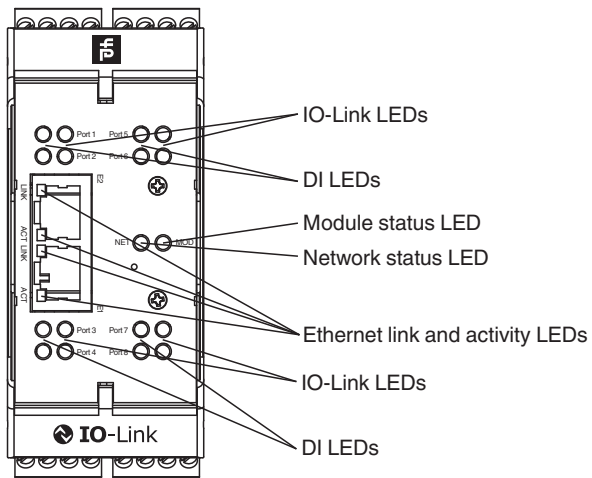 Port 1 Port 5
Port 2 Port 6
E2
LINK
ACT
LINK
ACT
E1
NET MOD
Port 3 Port 7
Port 4 Port 8
IO-Link
IO-Link LEDs
DI LEDs
Module status LED
Network status LED
Ethernet link and activity LEDs
IO-Link LEDs
DI LEDs